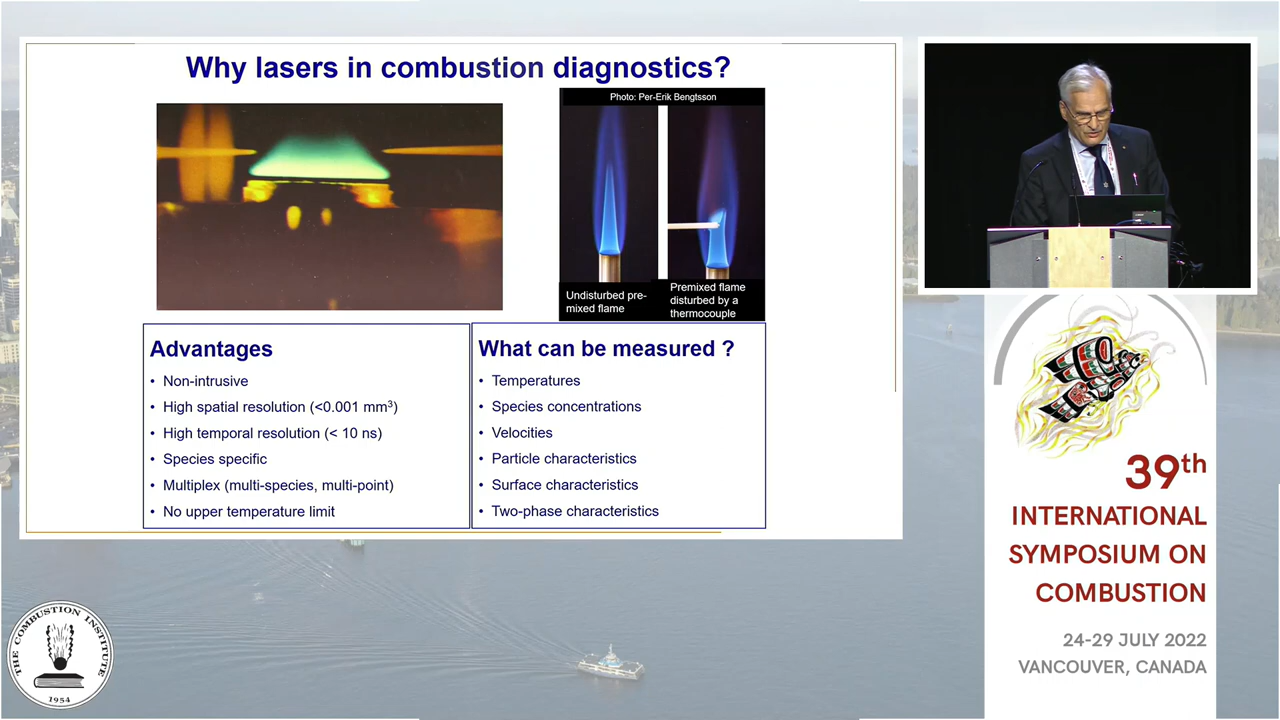 Why lasers in combustion diagnostics?
Photo: Per-Erik Bengtsson
Undisturbed pre-
mixed flame
Premixed flame
disturbed by a
thermocouple
Advantages
• Non-intrusive
• High spatial resolution (<0.001 mm³)
• High temporal resolution (< 10 ns)
• Species specific
• Multiplex (multi-species, multi-point)
• No upper temperature limit
What can be measured ?
• Temperatures
• Species concentrations
• Velocities
• Particle characteristics
• Surface characteristics
• Two-phase characteristics
39th
INTERNATIONAL
SYMPOSIUM ON
COMBUSTION
24-29 JULY 2022
VANCOUVER, CANADA
THE COMBUSTION INSTITUTE
1954